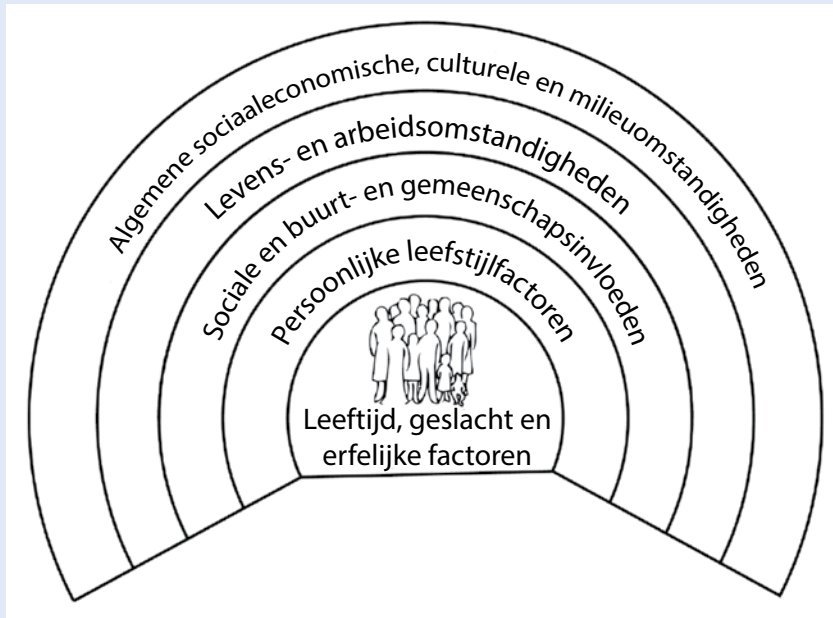 Algemene sociaaleconomische, culturele en milieuomstandigheden
Levens- en arbeidsomstandigheden
Sociale en buurt- en gemeenschapsinvloeden
Persoonlijke leefstijlfactoren
Leeftijd, geslacht en
erfelijke factoren